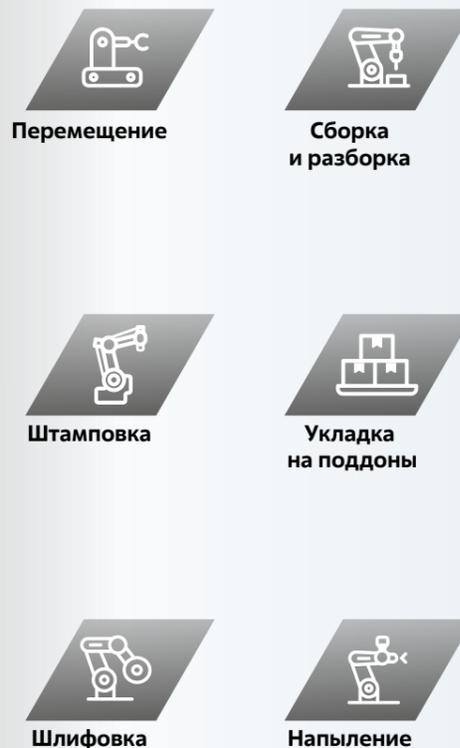 Перемещение
Сборка
и разборка
Штамповка
Укладка
на поддоны
Шлифовка
Напыление